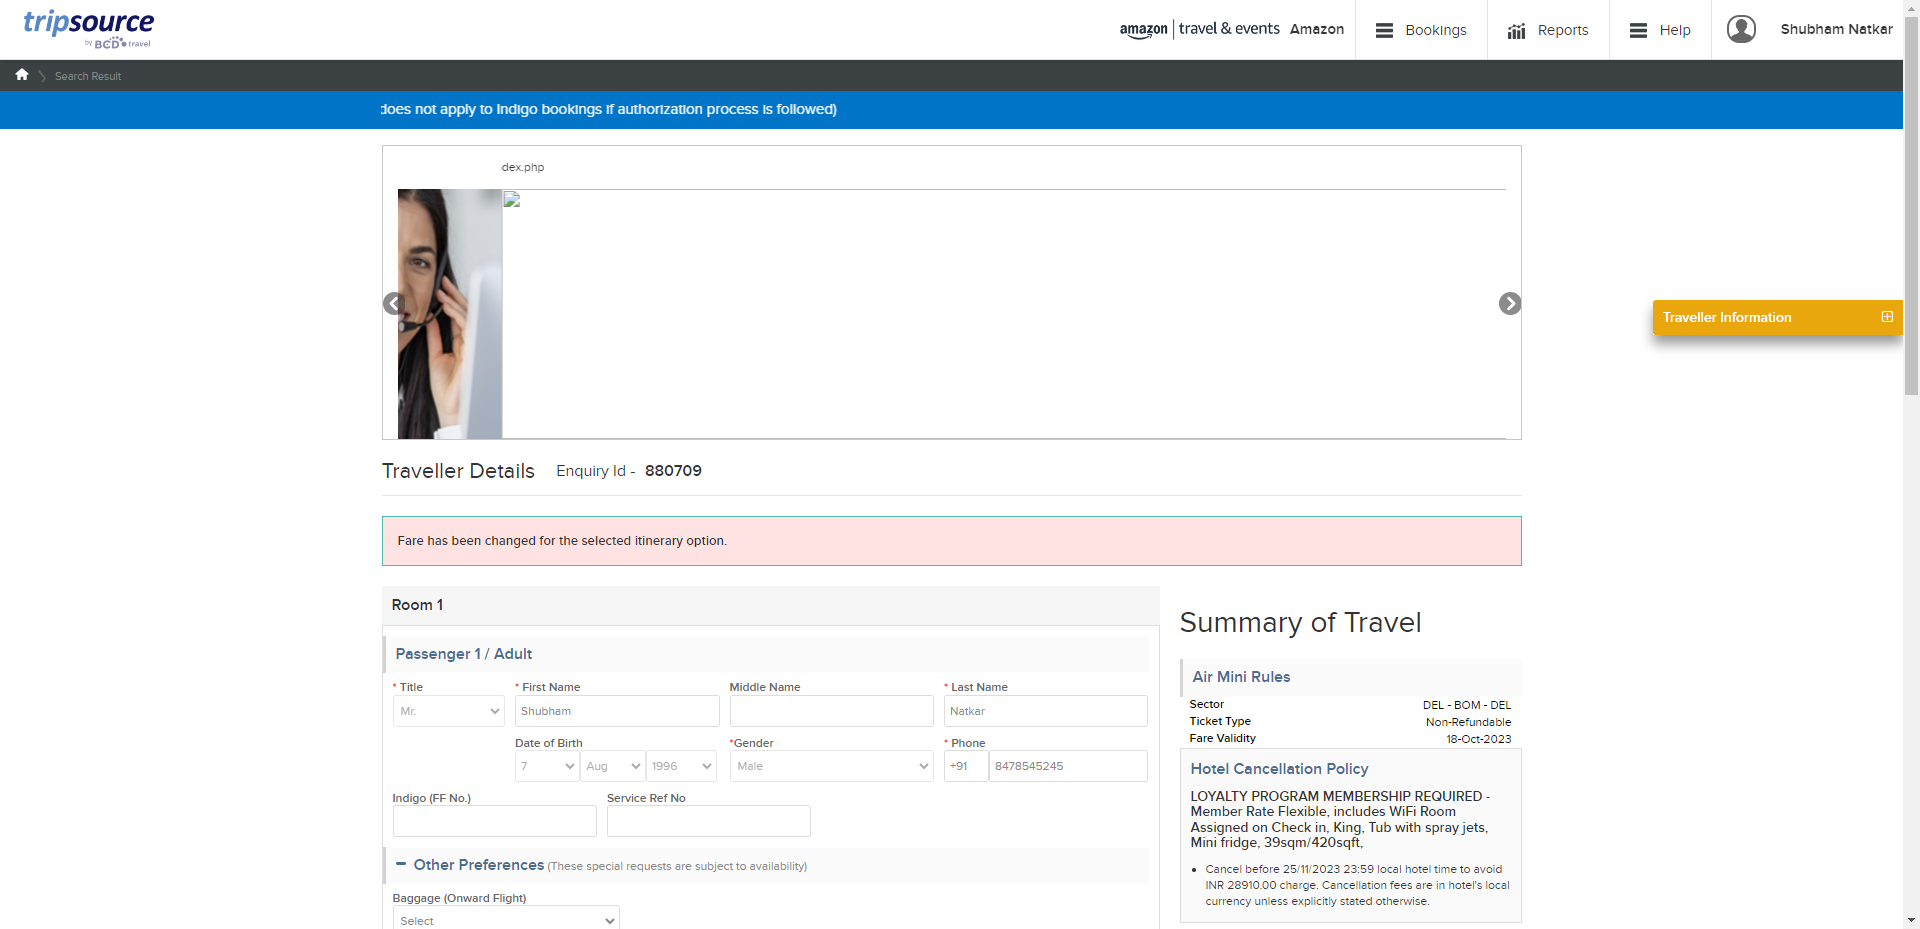 tripsource
by BCD travel
amazon | travel & events Amazon
Bookings
Reports
Help
Shubham Natkar
Search Result
does not apply to Indigo bookings if authorization process is followed)
dex.php
Traveller Information
Traveller Details Enquiry Id - 880709
Fare has been changed for the selected itinerary option.
Room 1
Passenger 1 / Adult
* Title * First Name Middle Name * Last Name
Mr. Shubham Natkar
Date of Birth *Gender * Phone
7 Aug 1996 Male +91 8478545245
Indigo (FF No.) Service Ref No
Other Preferences (These special requests are subject to availability)
Baggage (Onward Flight)
Select
Summary of Travel
Air Mini Rules
Sector DEL - BOM - DEL
Ticket Type Non-Refundable
Fare Validity 18-Oct-2023
Hotel Cancellation Policy
LOYALTY PROGRAM MEMBERSHIP REQUIRED -
Member Rate Flexible, includes WiFi Room
Assigned on Check in, King, Tub with spray jets,
Mini fridge, 39sqm/420sqft,
• Cancel before 25/11/2023 23:59 local hotel time to avoid
INR 28910.00 charge. Cancellation fees are in hotel's local
currency unless explicitly stated otherwise.